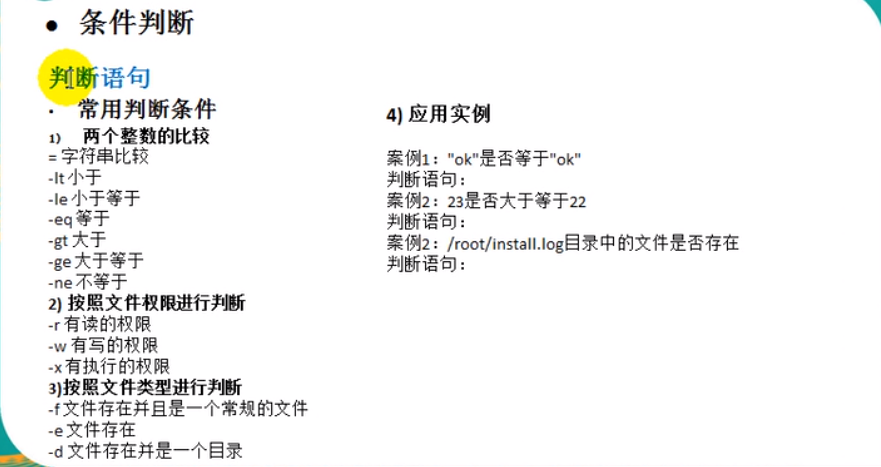 • 条件判断
判断语句
• 常用判断条件
1) 两个整数的比较
= 字符串比较
-lt 小于
-le 小于等于
-eq 等于
-gt 大于
-ge 大于等于
-ne 不等于
2) 按照文件权限进行判断
-r 有读的权限
-w 有写的权限
-x 有执行的权限
3)按照文件类型进行判断
-f 文件存在并且是一个常规的文件
-e 文件存在
-d 文件存在并是一个目录
4) 应用实例
案例1："ok"是否等于"ok"
判断语句：
案例2：23是否大于等于22
判断语句：
案例2：/root/install.log目录中的文件是否存在
判断语句：